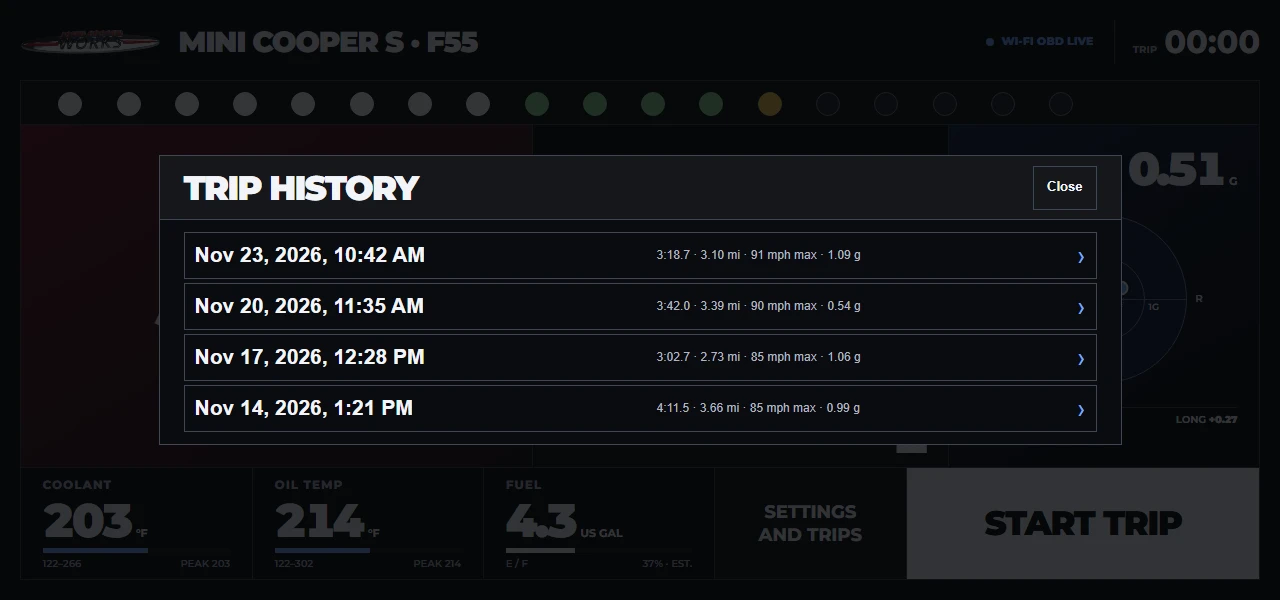 WORKS
MINI COOPER S • F55
WI-FI OBD LIVE
TRIP 00:00
TRIP HISTORY
Close
0.51 G
Nov 23, 2026, 10:42 AM 3:18.7 · 3.10 mi · 91 mph max · 1.09 g ›
Nov 20, 2026, 11:35 AM 3:42.0 · 3.39 mi · 90 mph max · 0.54 g ›
Nov 17, 2026, 12:28 PM 3:02.7 · 2.73 mi · 85 mph max · 1.06 g ›
Nov 14, 2026, 1:21 PM 4:11.5 · 3.66 mi · 85 mph max · 0.99 g ›
1G
R
LONG +0.27
COOLANT
203 °F
122–266 PEAK 203
OIL TEMP
214 °F
122–302 PEAK 214
FUEL
4.3 US GAL
E / F 37% · EST.
SETTINGS
AND TRIPS
START TRIP